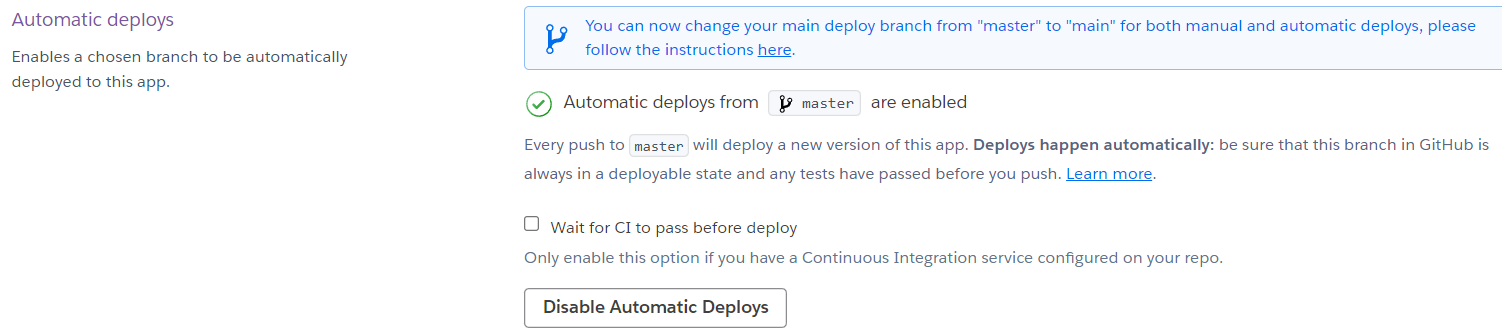 Automatic deploys
Enables a chosen branch to be automatically
deployed to this app.
You can now change your main deploy branch from "master" to "main" for both manual and automatic deploys, please
follow the instructions here.
Automatic deploys from master are enabled
Every push to master will deploy a new version of this app. Deploys happen automatically: be sure that this branch in GitHub is
always in a deployable state and any tests have passed before you push. Learn more.
Wait for CI to pass before deploy
Only enable this option if you have a Continuous Integration service configured on your repo.
Disable Automatic Deploys